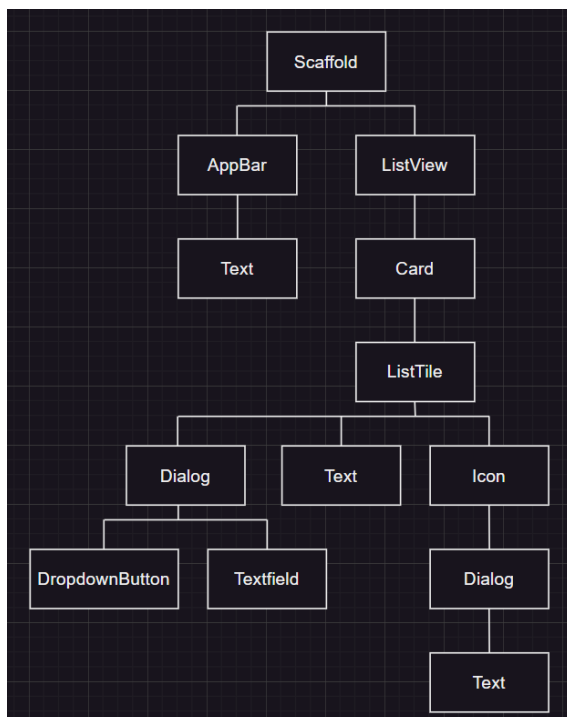 Scaffold
AppBar
ListView
Text
Card
ListTile
Dialog
Text
Icon
DropdownButton
Textfield
Dialog
Text